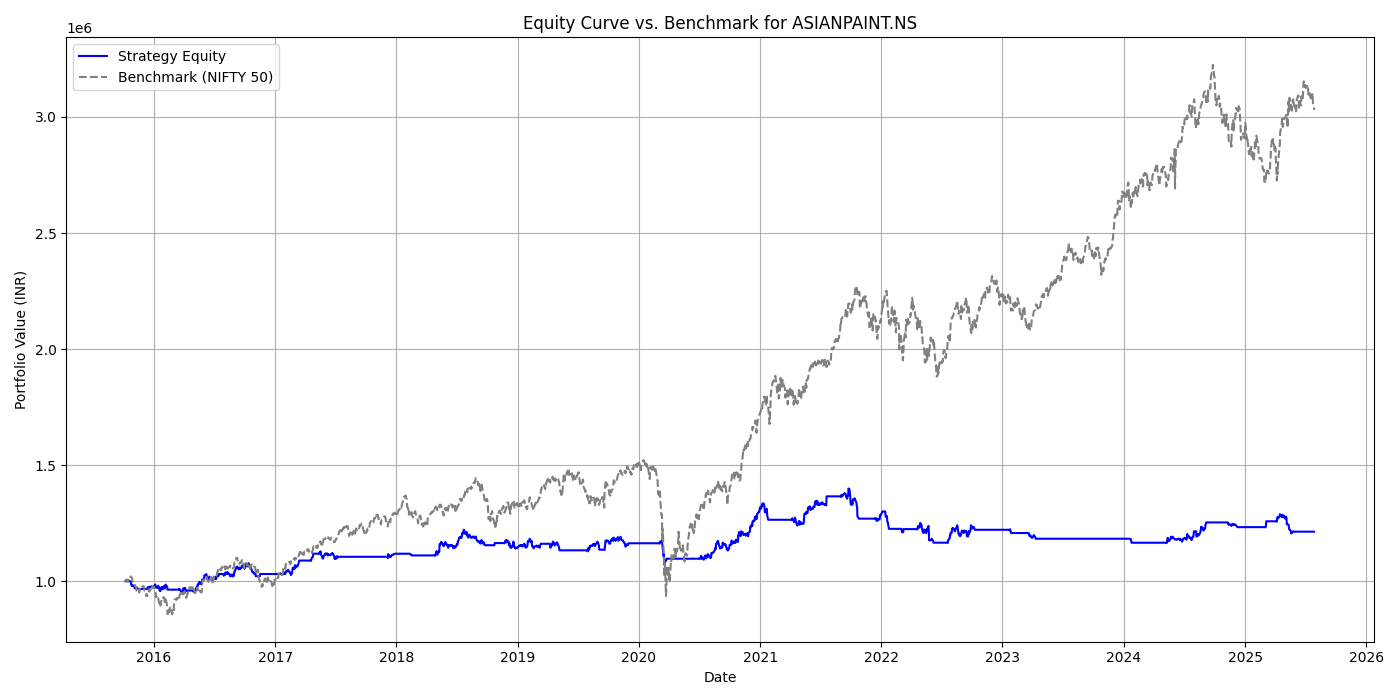 Equity Curve vs. Benchmark for ASIANPAINT.NS
1e6
Strategy Equity
Benchmark (NIFTY 50)
Portfolio Value (INR)
3.0
2.5
2.0
1.5
1.0
2016 2017 2018 2019 2020 2021 2022 2023 2024 2025 2026
Date